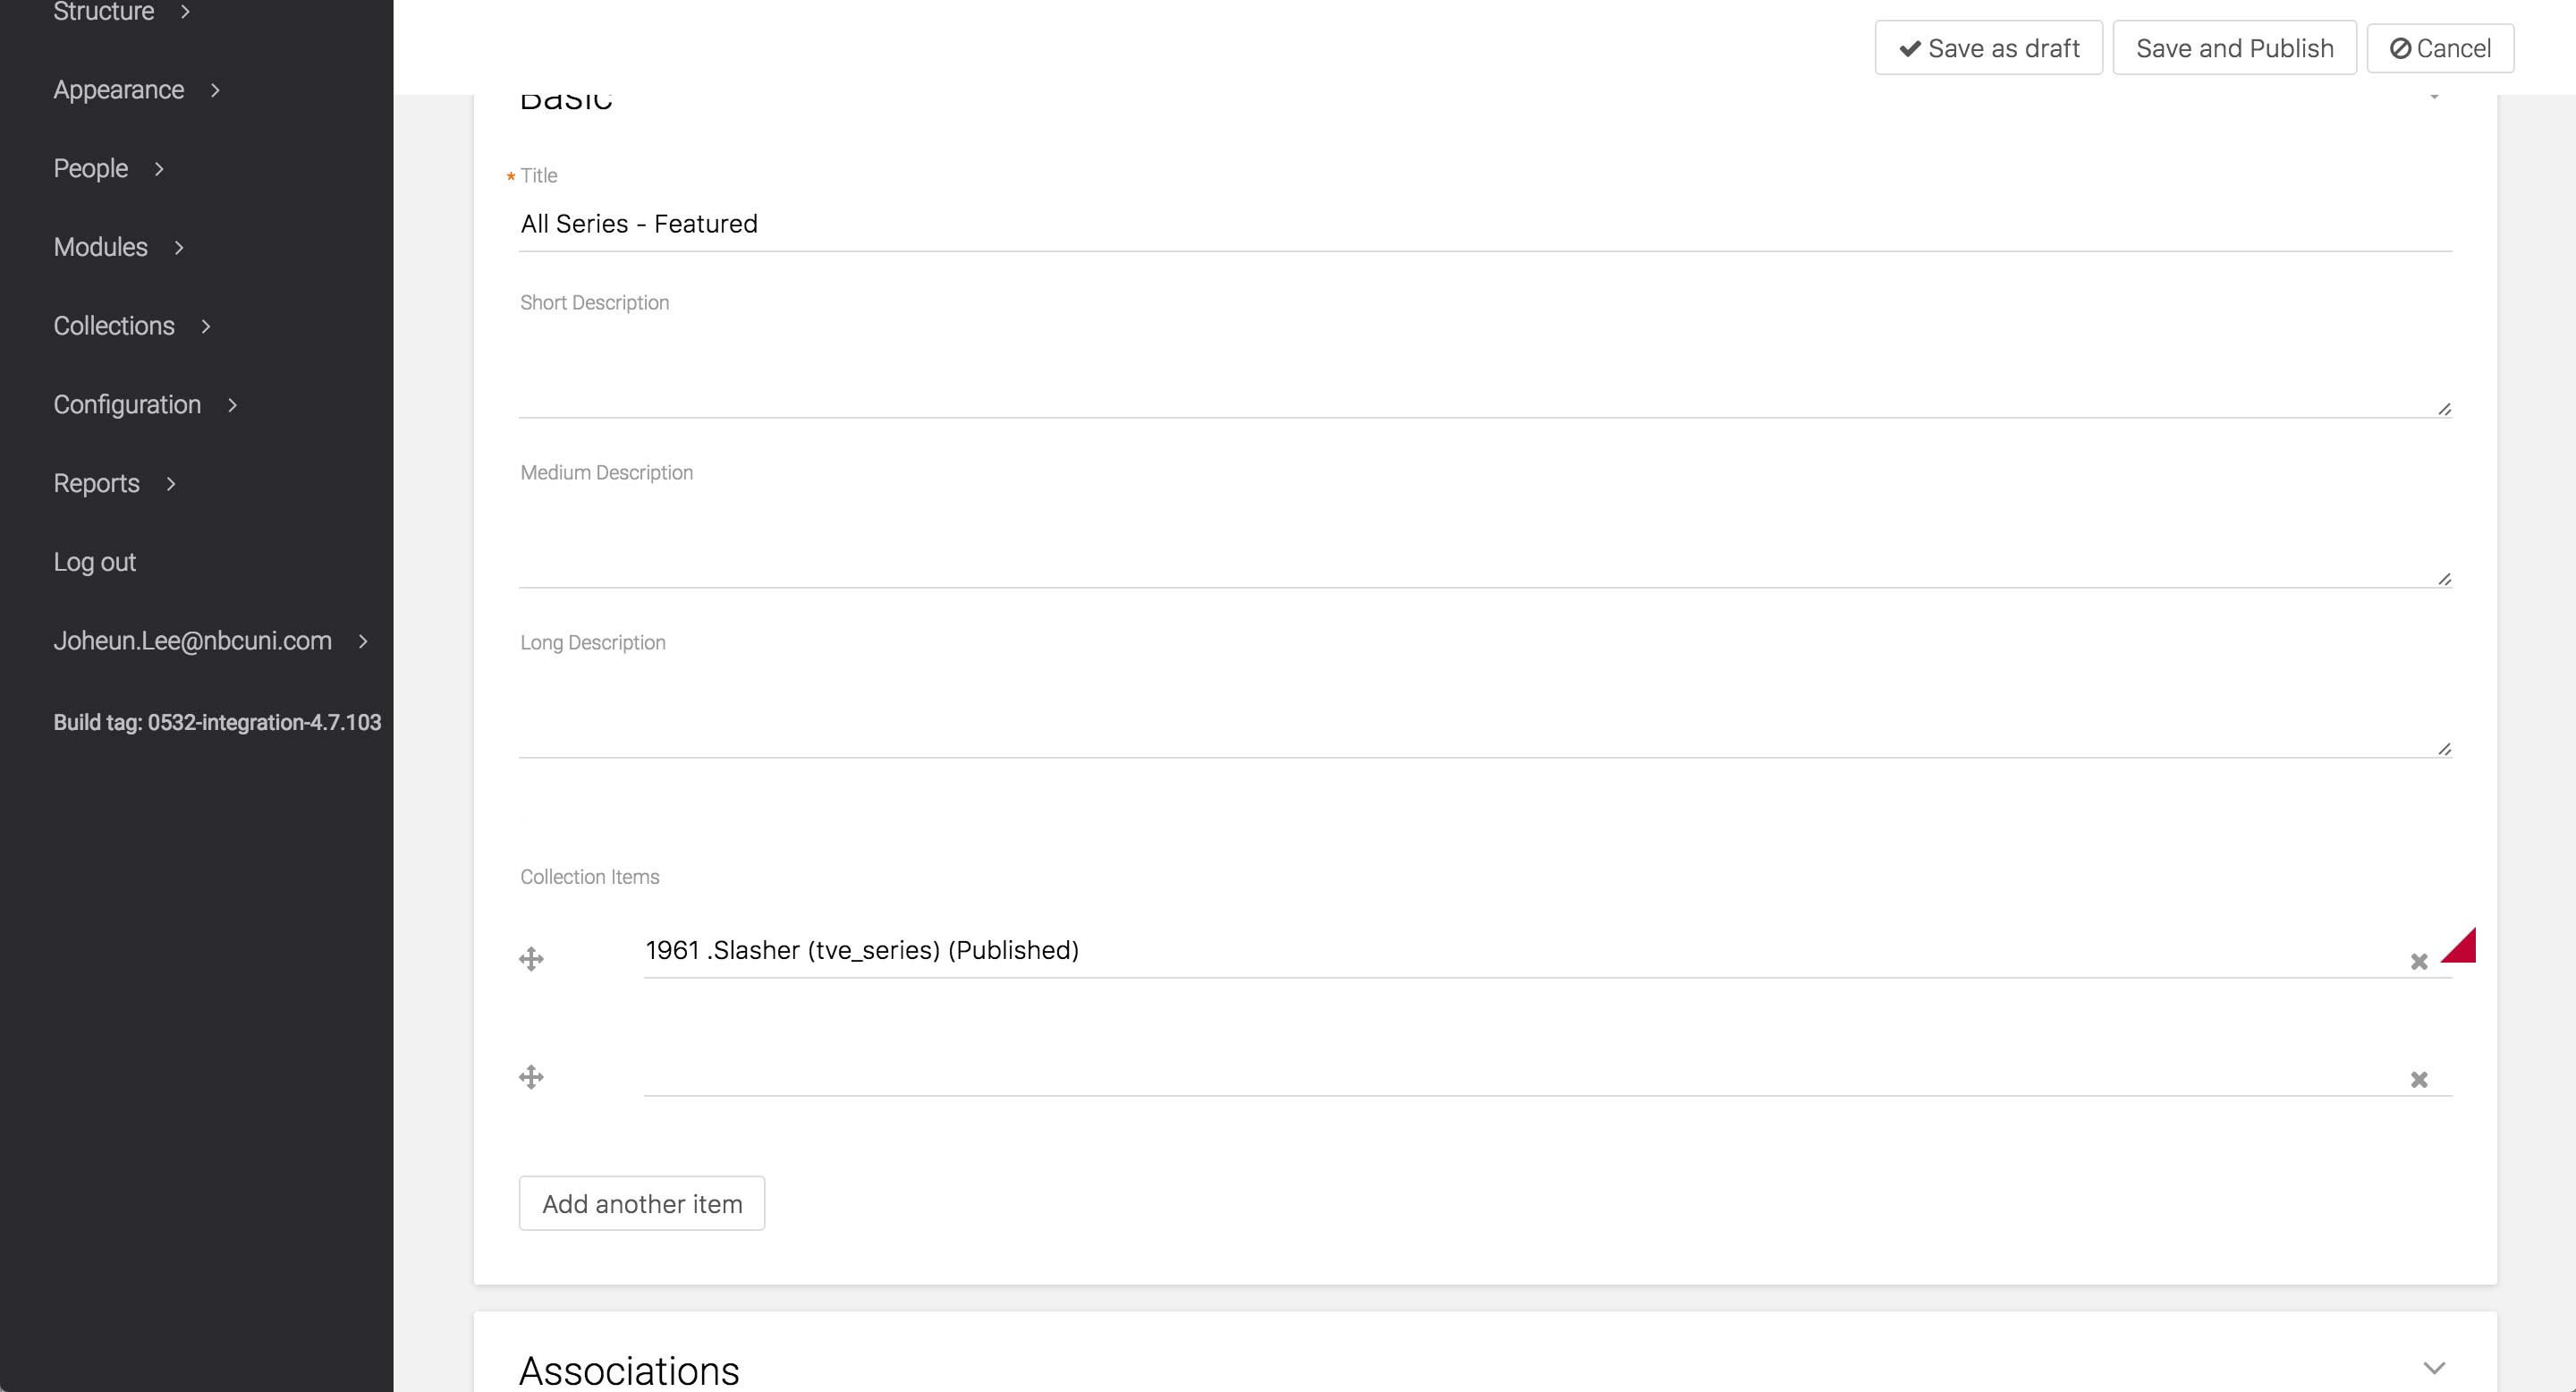 Structure
Appearance
People
Modules
Collections
Configuration
Reports
Log out
Joheun.Lee@nbcuni.com
Build tag: 0532-integration-4.7.103
Save as draft
Save and Publish
Cancel
Basic
* Title
All Series - Featured
Short Description
Medium Description
Long Description
Collection Items
1961 .Slasher (tve_series) (Published)
Add another item
Associations